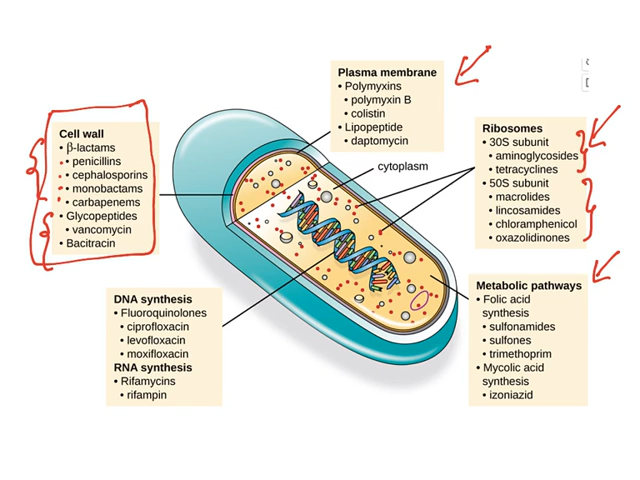 Plasma membrane
• Polymyxins
• polymyxin B
• colistin
• Lipopeptide
• daptomycin
Cell wall
• β-lactams
• penicillins
• cephalosporins
• monobactams
• carbapenems
• Glycopeptides
• vancomycin
• Bacitracin
cytoplasm
Ribosomes
• 30S subunit
• aminoglycosides
• tetracyclines
• 50S subunit
• macrolides
• lincosamides
• chloramphenicol
• oxazolidinones
DNA synthesis
• Fluoroquinolones
• ciprofloxacin
• levofloxacin
• moxifloxacin
RNA synthesis
• Rifamycins
• rifampin
Metabolic pathways
• Folic acid
synthesis
• sulfonamides
• sulfones
• trimethoprim
• Mycolic acid
synthesis
• izoniazid